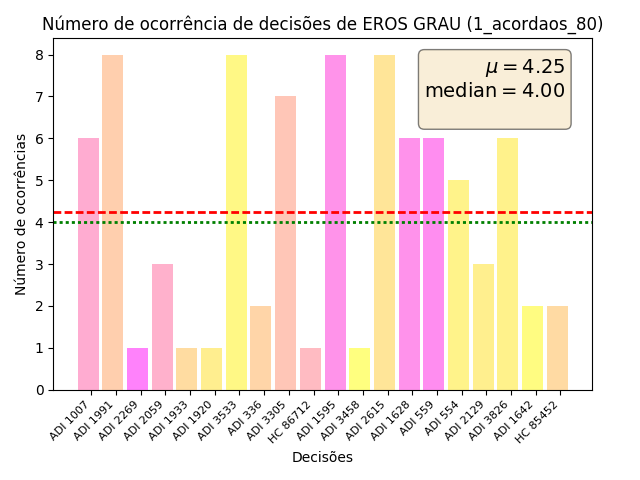 Número de ocorrência de decisões de EROS GRAU (1_acordaos_80)
μ = 4.25
median = 4.00
Número de ocorrências
8
7
6
5
4
3
2
1
0
ADI 1007
ADI 1991
ADI 2269
ADI 2059
ADI 1933
ADI 1920
ADI 3533
ADI 336
ADI 3305
HC 86712
ADI 1595
ADI 3458
ADI 2615
ADI 1628
ADI 559
ADI 554
ADI 2129
ADI 3826
ADI 1642
HC 85452
Decisões